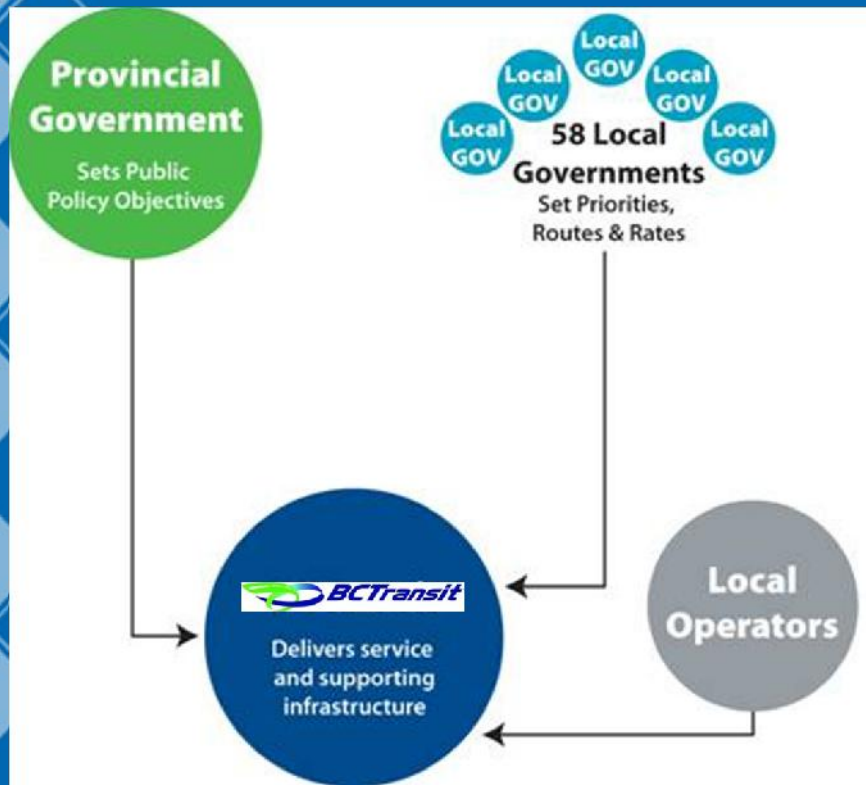 Provincial
Government
Sets Public
Policy Objectives
Local
GOV
Local
GOV
Local
GOV
Local
GOV
Local
GOV
58 Local
Governments
Set Priorities,
Routes & Rates
BCTransit
Delivers service
and supporting
infrastructure
Local
Operators